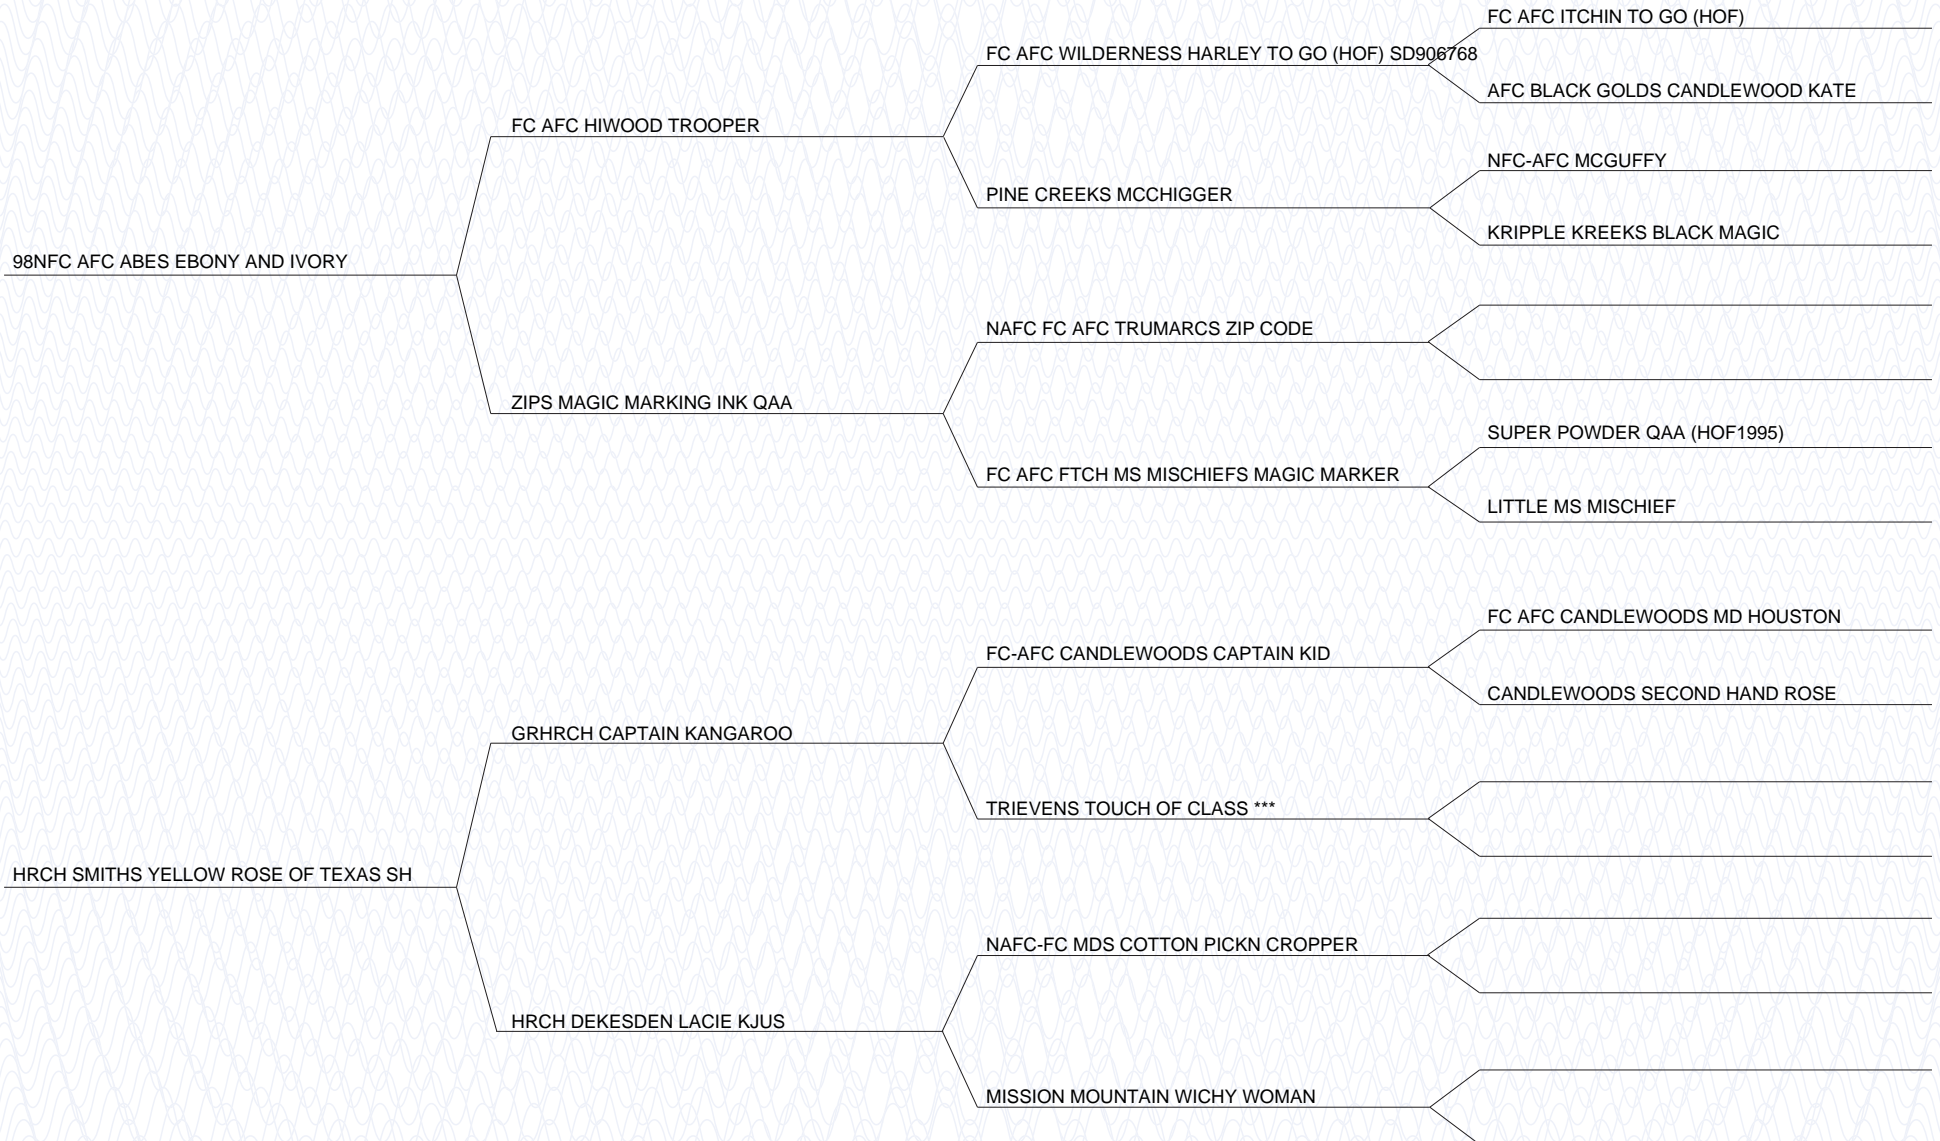 FC AFC ITCHIN TO GO (HOF)
FC AFC WILDERNESS HARLEY TO GO (HOF) SD906768
AFC BLACK GOLDS CANDLEWOOD KATE
FC AFC HIWOOD TROOPER
NFC-AFC MCGUFFY
PINE CREEKS MCCHIGGER
KRIPPLE KREEKS BLACK MAGIC
98NFC AFC ABES EBONY AND IVORY
NAFC FC AFC TRUMARCS ZIP CODE
ZIPS MAGIC MARKING INK QAA
SUPER POWDER QAA (HOF1995)
FC AFC FTCH MS MISCHIEFS MAGIC MARKER
LITTLE MS MISCHIEF
FC AFC CANDLEWOODS MD HOUSTON
FC-AFC CANDLEWOODS CAPTAIN KID
CANDLEWOODS SECOND HAND ROSE
GRHRCH CAPTAIN KANGAROO
TRIEVENS TOUCH OF CLASS ***
HRCH SMITHS YELLOW ROSE OF TEXAS SH
NAFC-FC MDS COTTON PICKN CROPPER
HRCH DEKESDEN LACIE KJUS
MISSION MOUNTAIN WICHY WOMAN